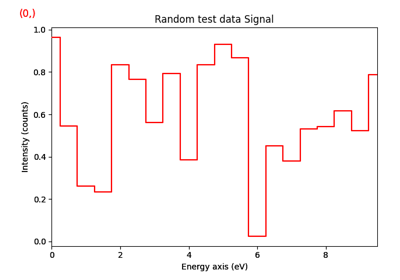 (0,)
Random test data Signal
Intensity (counts)
1.0
0.8
0.6
0.4
0.2
0.0
0 2 4 6 8
Energy axis (eV)